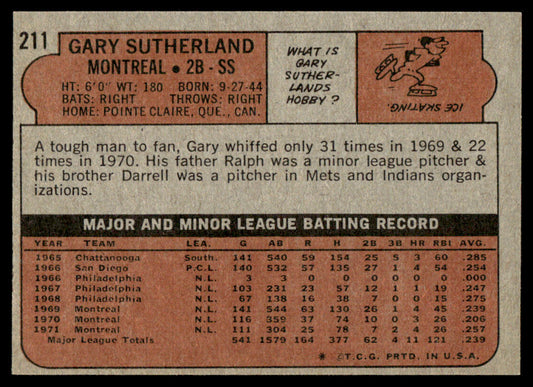 211
GARY SUTHERLAND
MONTREAL • 2B - SS
HT: 6'0" WT: 180 BORN: 9-27-44
BATS: RIGHT THROWS: RIGHT
HOME: POINTE CLAIRE, QUE., CAN.
WHAT IS
GARY
SUTHER-
LANDS
HOBBY?
ICE SKATING.
A tough man to fan, Gary whiffed only 31 times in 1969 & 22
times in 1970. His father Ralph was a minor league pitcher &
his brother Darrell was a pitcher in Mets and Indians organ-
izations.
MAJOR AND MINOR LEAGUE BATTING RECORD
YEAR TEAM LEA. G AB R H 2B 3B HR RBI AVG.
1965 Chattanooga South. 141 540 59 154 25 5 3 60 .285
1966 San Diego P.C.L. 140 532 57 135 27 1 4 54 .254
1966 Philadelphia N.L. 3 3 0 0 0 0 0 0 .000
1967 Philadelphia N.L. 103 231 23 57 12 1 1 19 .247
1968 Philadelphia N.L. 67 138 16 38 7 0 0 15 .275
1969 Montreal N.L. 141 544 63 130 26 1 4 45 .239
1970 Montreal N.L. 116 359 37 74 10 0 3 26 .206
1971 Montreal N.L. 111 304 25 78 7 2 4 26 .257
Major League Totals 541 1579 164 377 62 4 11 121 .239
* ©T.C.G. PRTD. IN U.S.A.